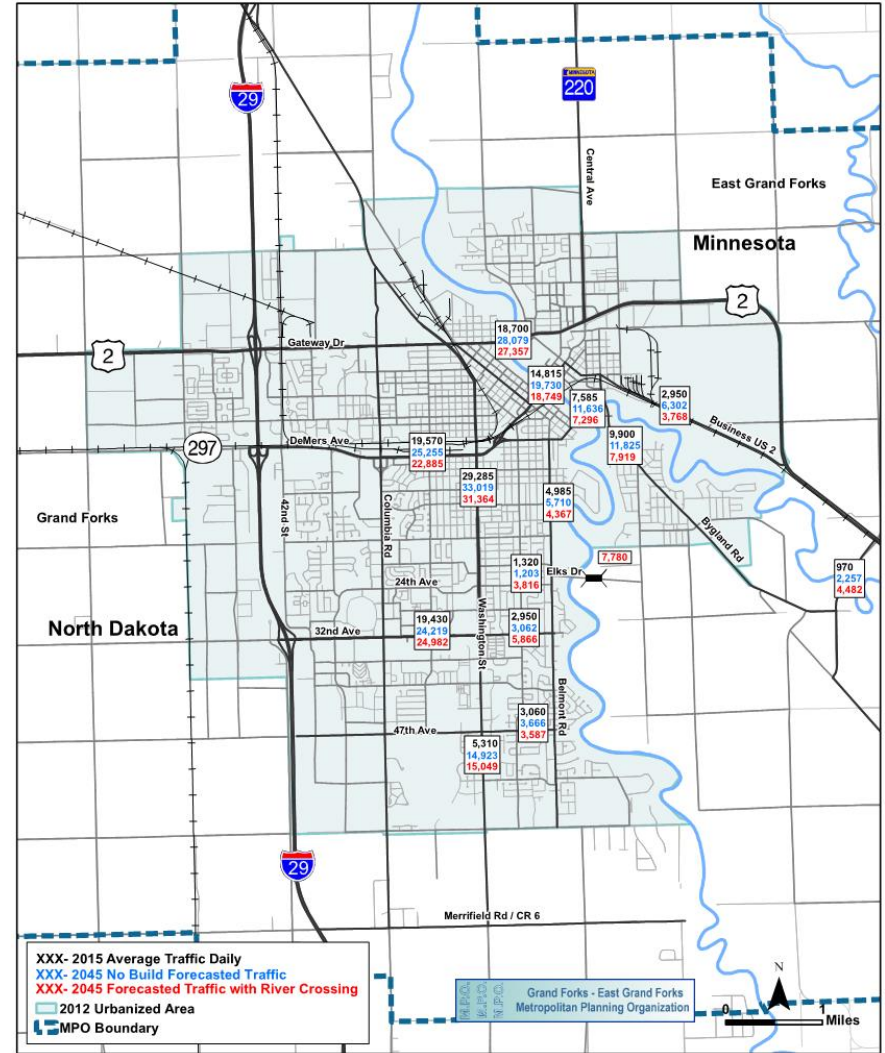 29
MINNESOTA
220
Central Ave
East Grand Forks
Minnesota
2
18,700
28,079
27,357
Gateway Dr
2
14,815
19,730
18,749
7,585
11,636
7,296
2,950
6,302
3,768
Business US 2
297
DeMers Ave
19,570
25,255
22,885
9,900
11,825
7,919
29,285
33,019
31,364
4,985
5,710
4,367
Grand Forks
42nd St
Columbia Rd
Bygland Rd
7,780
1,320
1,203
3,816
Elks Dr
970
2,257
4,482
24th Ave
Washington St
North Dakota
32nd Ave
19,430
24,219
24,982
2,950
3,062
5,866
Belmont Rd
3,060
3,666
3,587
47th Ave
5,310
14,923
15,049
29
Merrifield Rd / CR 6
XXX- 2015 Average Traffic Daily
XXX- 2045 No Build Forecasted Traffic
XXX- 2045 Forecasted Traffic with River Crossing
2012 Urbanized Area
MPO Boundary
M.P.O.
M.P.O.
M.P.O.
Grand Forks - East Grand Forks
Metropolitan Planning Organization
N
0 1
Miles